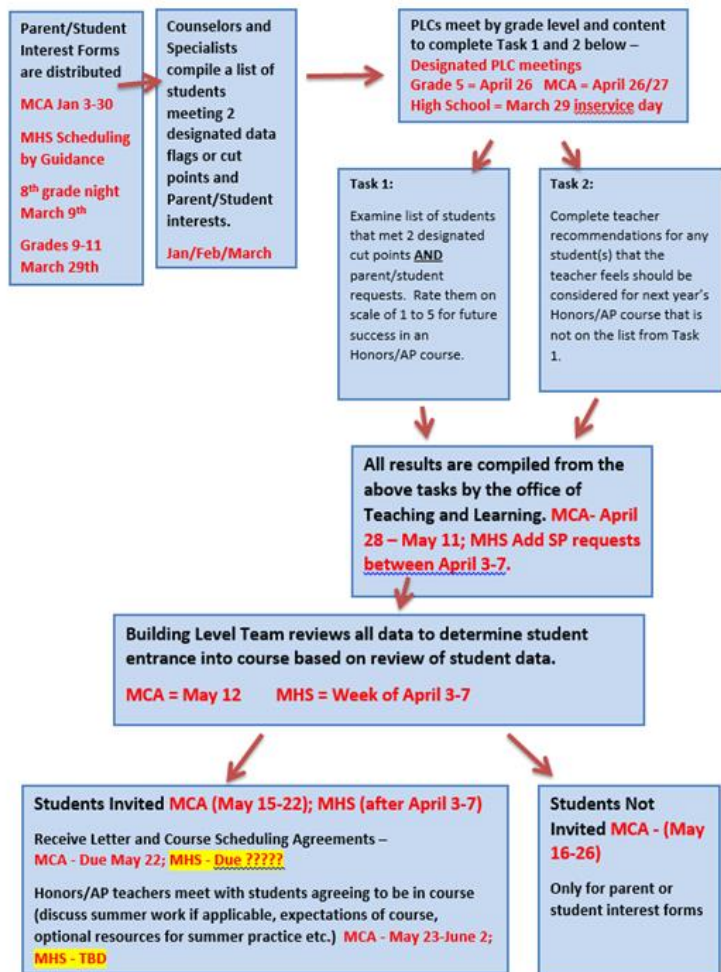 Parent/Student
Interest Forms
are distributed
MCA Jan 3-30
MHS Scheduling
by Guidance
8th grade night
March 9th
Grades 9-11
March 29th
Counselors and
Specialists
compile a list of
students
meeting 2
designated data
flags or cut
points and
Parent/Student
interests.
Jan/Feb/March
PLCs meet by grade level and content
to complete Task 1 and 2 below –
Designated PLC meetings
Grade 5 = April 26 MCA = April 26/27
High School = March 29 inservice day
Task 1:
Examine list of students
that met 2 designated
cut points AND
parent/student
requests. Rate them on
scale of 1 to 5 for future
success in an
Honors/AP course.
Task 2:
Complete teacher
recommendations for any
student(s) that the
teacher feels should be
considered for next year's
Honors/AP course that is
not on the list from Task
1.
All results are compiled from the
above tasks by the office of
Teaching and Learning. MCA- April
28 – May 11; MHS Add SP requests
between April 3-7.
Building Level Team reviews all data to determine student
entrance into course based on review of student data.
MCA = May 12 MHS = Week of April 3-7
Students Invited MCA (May 15-22); MHS (after April 3-7)
Receive Letter and Course Scheduling Agreements –
MCA - Due May 22; MHS - Due ?????
Honors/AP teachers meet with students agreeing to be in course
(discuss summer work if applicable, expectations of course,
optional resources for summer practice etc.) MCA - May 23-June 2;
MHS - TBD
Students Not
Invited MCA - (May
16-26)
Only for parent or
student interest forms